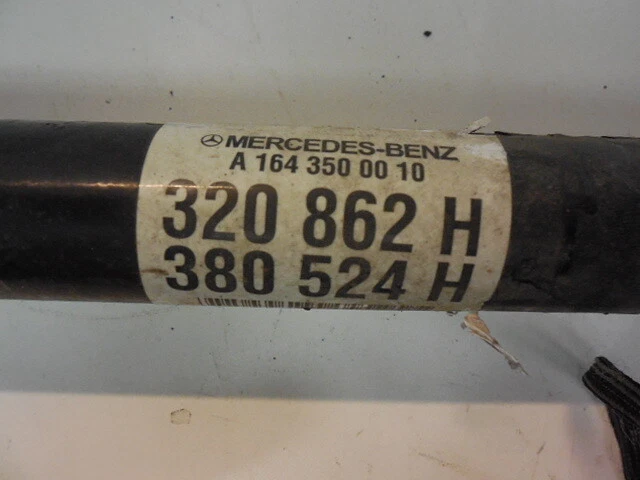 MERCEDES-BENZ
A 164 350 00 10
320 862 H
380 524 H